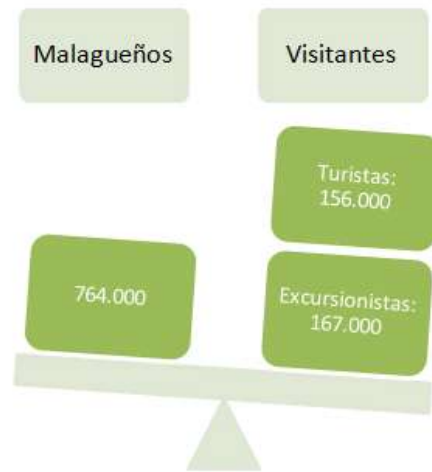 Malagueños
Visitantes
Turistas:
156.000
764.000
Excursionistas:
167.000